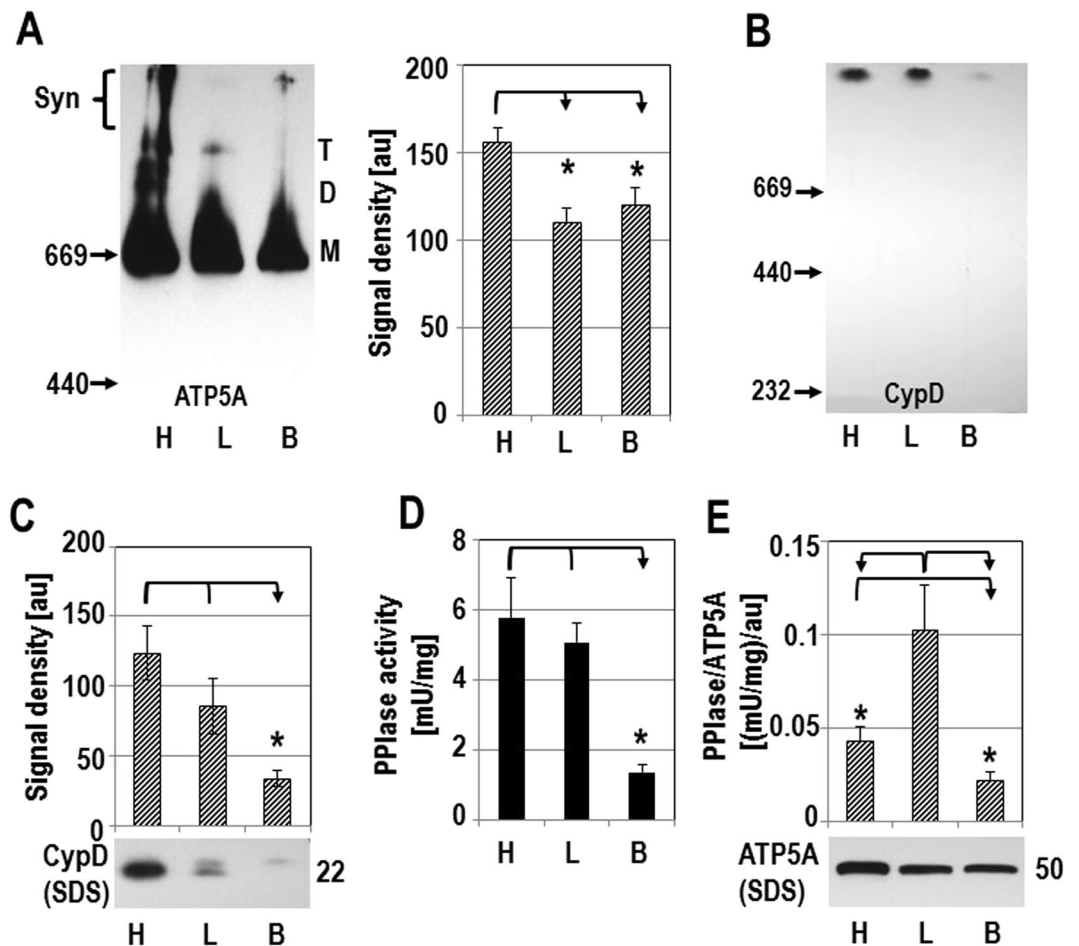 A
Syn
T
D
669
M
440
ATP5A
H L B
Signal density [au]
200
150
100
50
0
* *
H L B
B
669
440
232
CypD
H L B
C
Signal density [au]
200
150
100
50
0
*
CypD
(SDS)
22
H L B
D
PPIase activity
[mU/mg]
8
6
4
2
0
*
H L B
E
PPIase/ATP5A
[(mU/mg)/au]
0.15
0.1
0.05
0
*
*
ATP5A
(SDS)
50
H L B